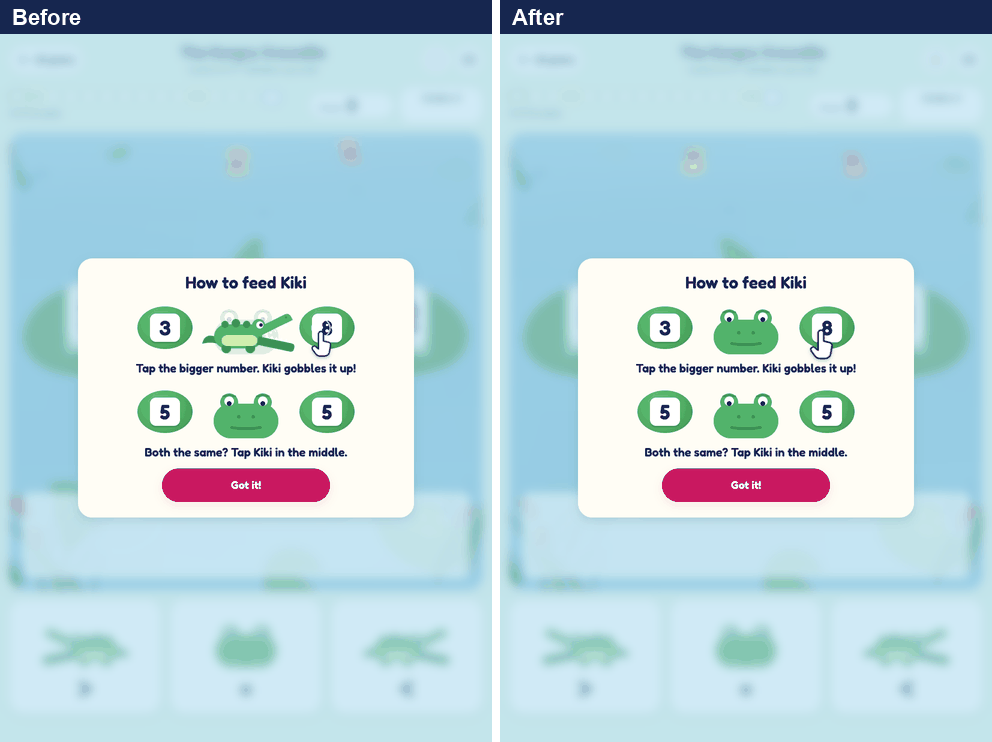 Before
How to feed Kiki
3
8
Tap the bigger number. Kiki gobbles it up!
5
5
Both the same? Tap Kiki in the middle.
Got it!
After
How to feed Kiki
3
8
Tap the bigger number. Kiki gobbles it up!
5
5
Both the same? Tap Kiki in the middle.
Got it!